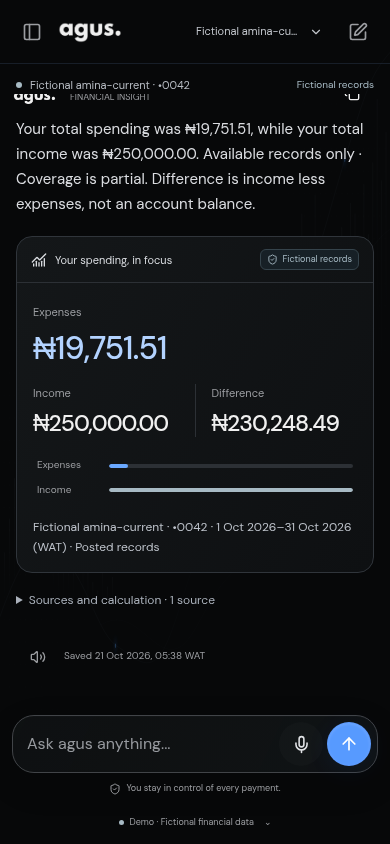 agus.
Fictional amina-cu...
Fictional amina-current · •0042
Fictional records
agus.
FINANCIAL INSIGHT
Your total spending was ₦19,751.51, while your total
income was ₦250,000.00. Available records only ·
Coverage is partial. Difference is income less
expenses, not an account balance.
Your spending, in focus
Fictional records
Expenses
₦19,751.51
Income
Difference
₦250,000.00
₦230,248.49
Expenses
Income
Fictional amina-current · •0042 · 1 Oct 2026–31 Oct 2026
(WAT) · Posted records
Sources and calculation · 1 source
Saved 21 Oct 2026, 05:38 WAT
Ask agus anything...
You stay in control of every payment.
Demo · Fictional financial data